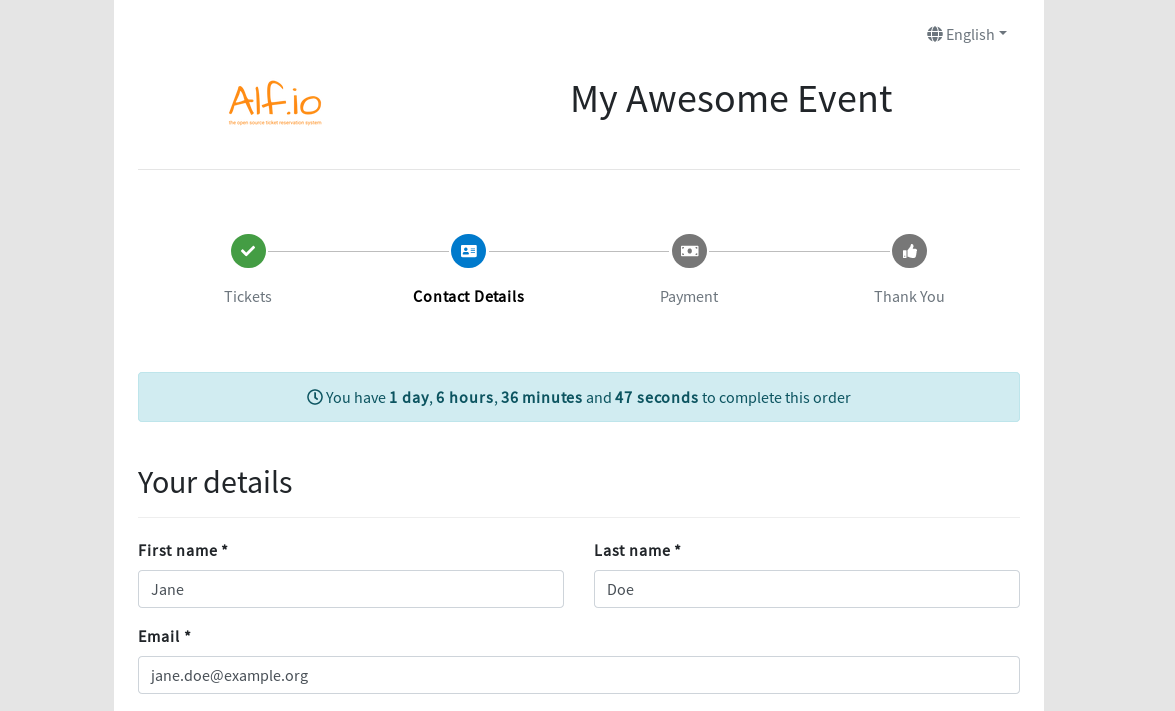 English
Alf.io
the open source ticket reservation system
My Awesome Event
Tickets
Contact Details
Payment
Thank You
You have 1 day, 6 hours, 36 minutes and 47 seconds to complete this order
Your details
First name *
Last name *
Jane
Doe
Email *
jane.doe@example.org